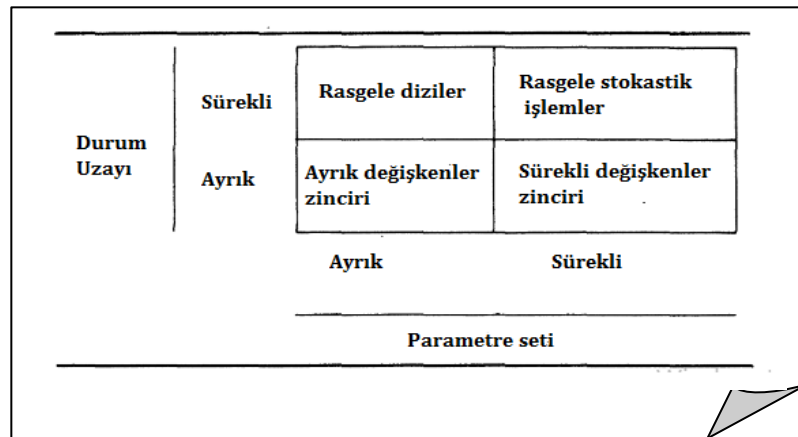 Durum
Uzayı
Sürekli
Rasgele diziler
Rasgele stokastik
işlemler
Ayrık
Ayrık değişkenler
zinciri
Sürekli değişkenler
zinciri
Ayrık
Sürekli
Parametre seti